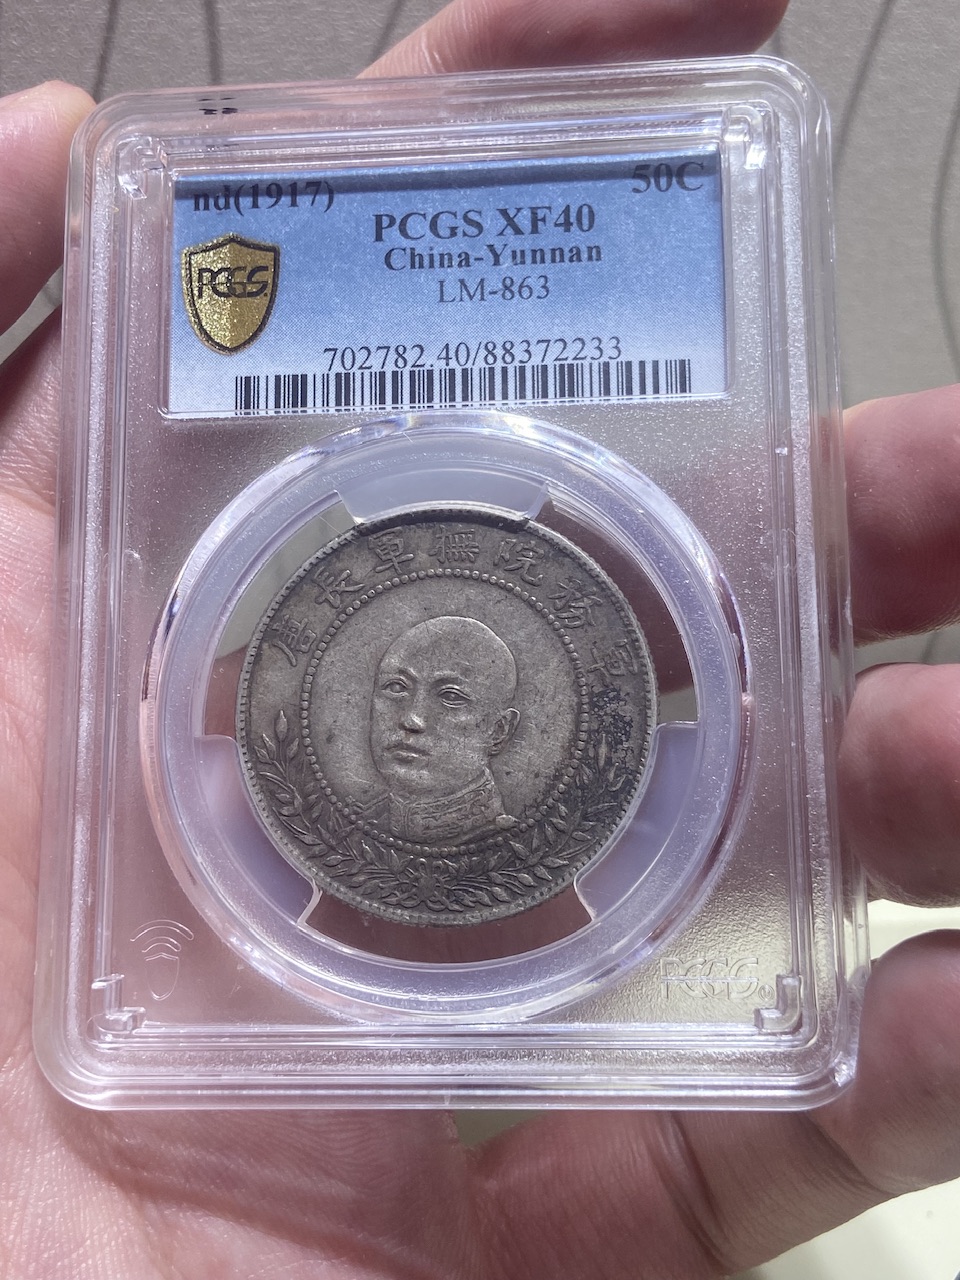 nd(1917) 50C
PCGS XF40
China-Yunnan
LM-863
PCGS
702782.40/88372233
唐長軍撫院務軍
PCGS